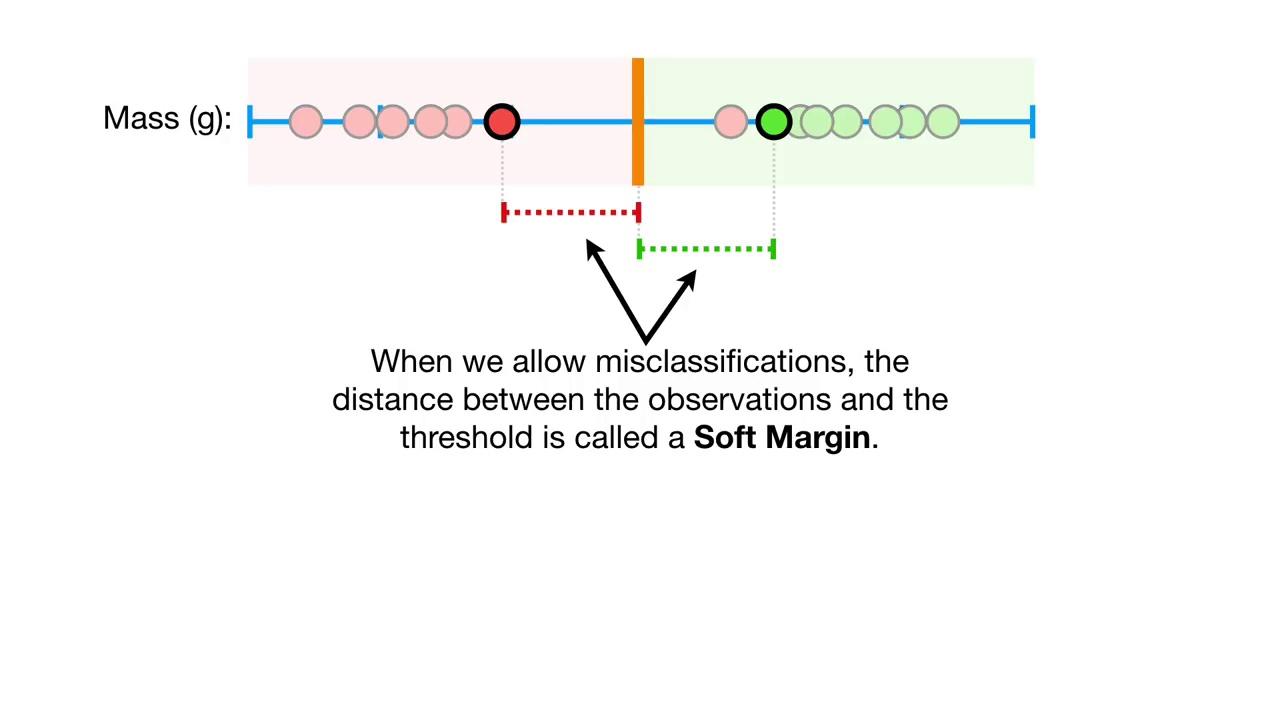 Mass (g):
When we allow misclassifications, the
distance between the observations and the
threshold is called a Soft Margin.